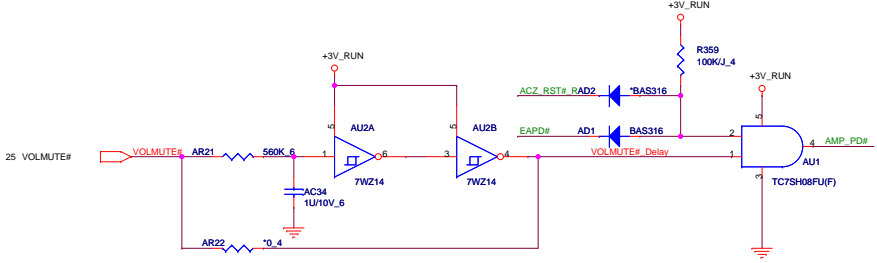 +3V_RUN
R359
100K/J_4
+3V_RUN
+3V_RUN
ACZ_RST#_R AD2 *BAS316
AU2A
AU2B
5
5
5
EAPD# AD1 BAS316
2
4 AMP_PD#
25 VOLMUTE#
VOLMUTE# AR21 560K_6
1
6
3
4
VOLMUTE#_Delay
1
AU1
7WZ14
7WZ14
3
TC7SH08FU(F)
AC34
1U/10V_6
AR22 *0_4